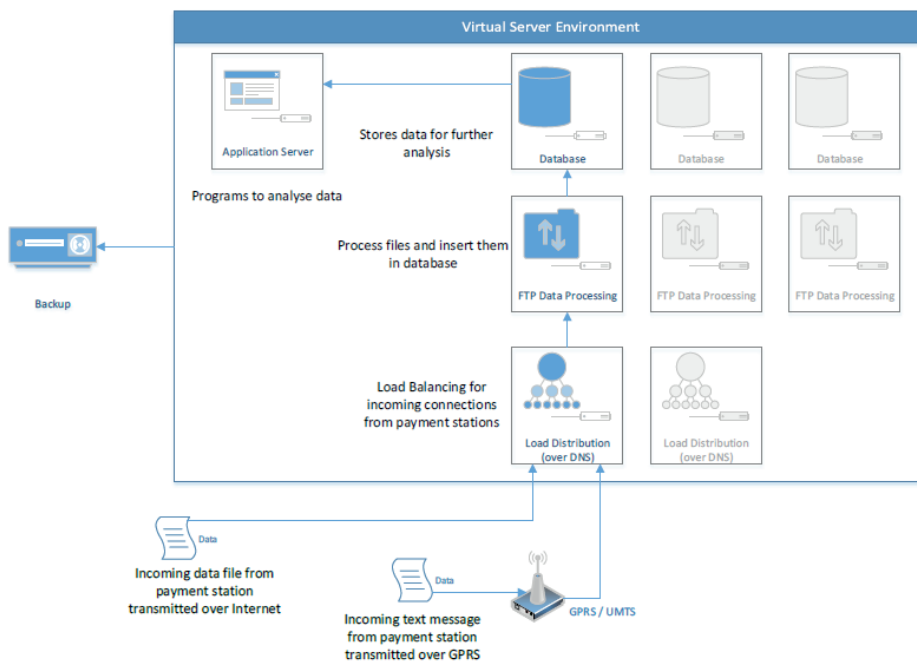 Virtual Server Environment
Application Server
Programs to analyse data
Stores data for further
analysis
Database
Database
Database
Process files and insert them
in database
FTP Data Processing
FTP Data Processing
FTP Data Processing
Backup
Load Balancing for
incoming connections
from payment stations
Load Distribution
(over DNS)
Load Distribution
(over DNS)
Data
Incoming data file from
payment station
transmitted over Internet
Data
Incoming text message
from payment station
transmitted over GPRS
GPRS / UMTS